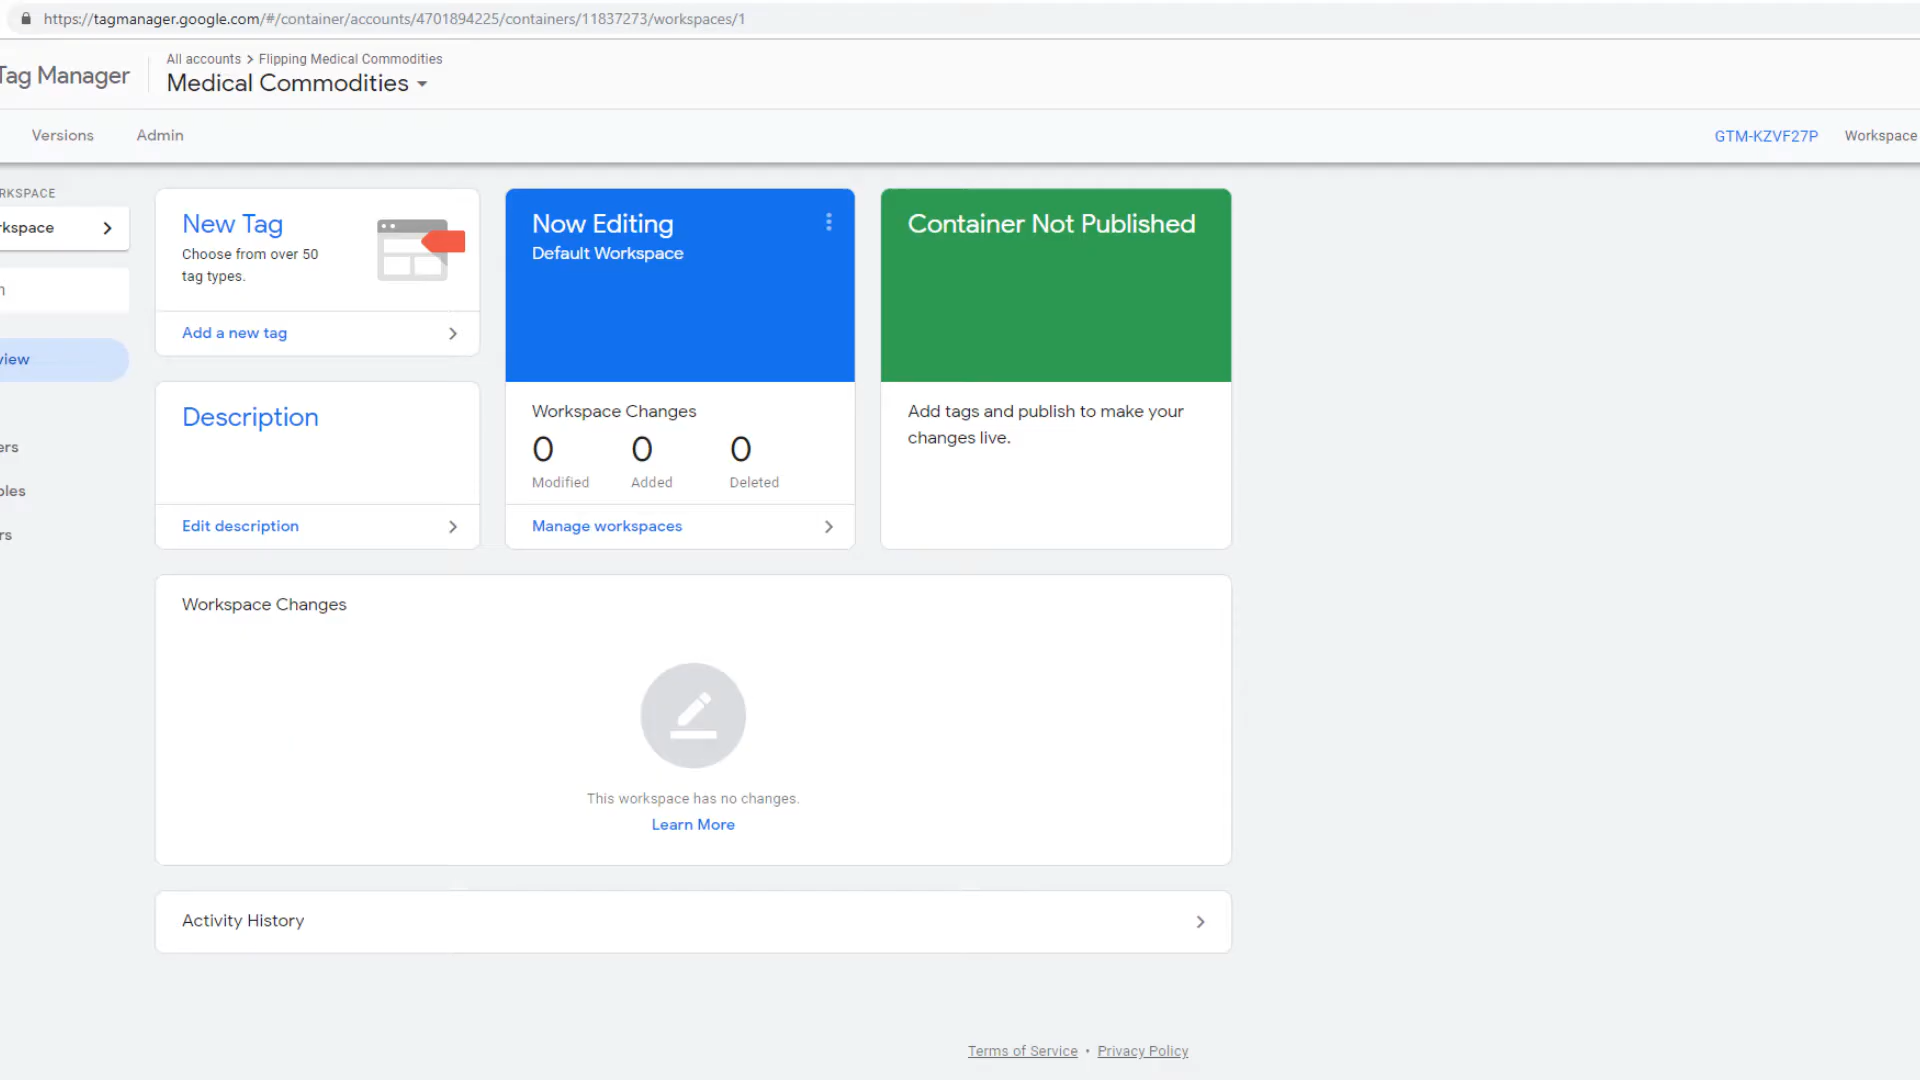 https://tagmanager.google.com/#/container/accounts/4701894225/containers/11837273/workspaces/1
Tag Manager
All accounts > Flipping Medical Commodities
Medical Commodities
Versions
Admin
GTM-KZVF27P
Workspace
RKSPACE
rkspace
New Tag
Choose from over 50
tag types.
Add a new tag
view
Description
Edit description
ers
bles
rs
Now Editing
Default Workspace
Workspace Changes
0 0 0
Modified Added Deleted
Manage workspaces
Container Not Published
Add tags and publish to make your
changes live.
Workspace Changes
This workspace has no changes.
Learn More
Activity History
Terms of Service • Privacy Policy